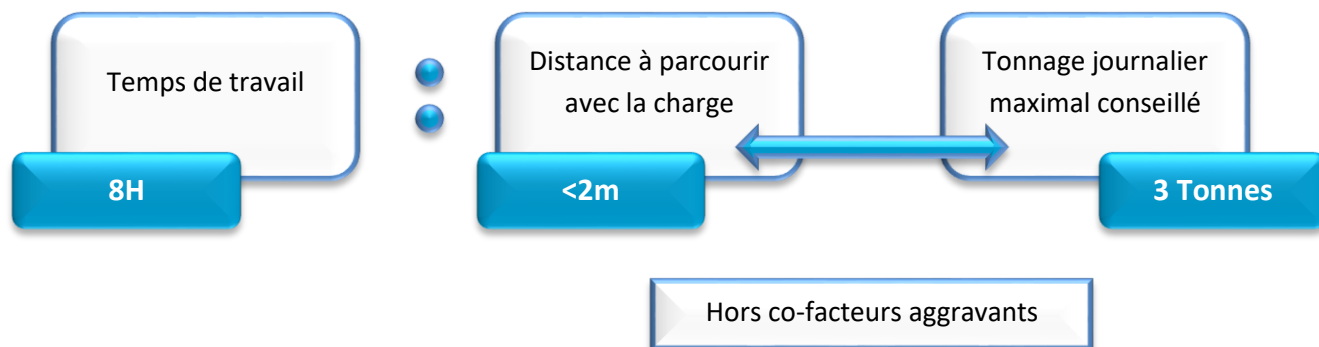 Temps de travail
8H
Distance à parcourir
avec la charge
<2m
Tonnage journalier
maximal conseillé
3 Tonnes
Hors co-facteurs aggravants